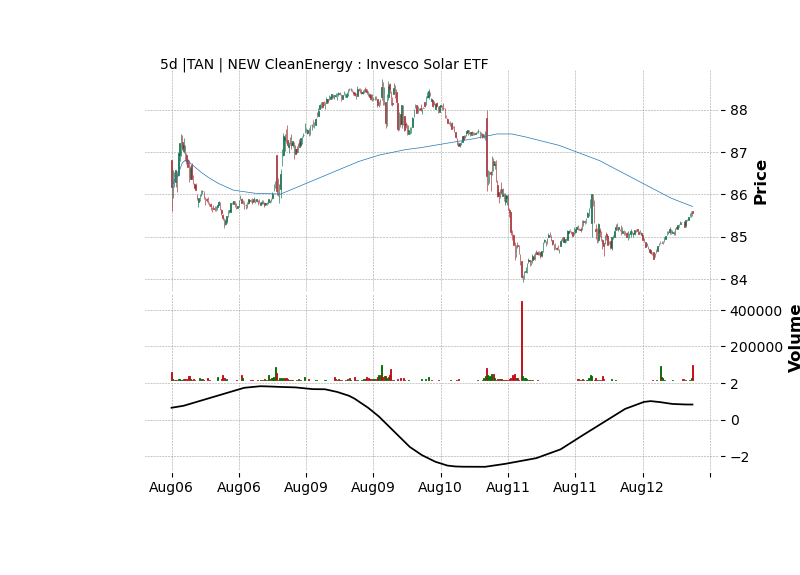 5d |TAN | NEW CleanEnergy : Invesco Solar ETF
88
87
86
85
84
Price
400000
200000
Volume
2
0
−2
Aug06 Aug06 Aug09 Aug09 Aug10 Aug11 Aug11 Aug12